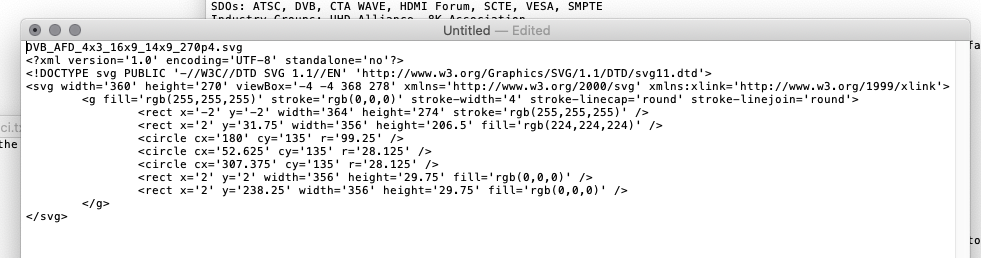 SDOs: ATSC, DVB, CTA WAVE, HDMI Forum, SCTE, VESA, SMPTE
Untitled — Edited
DVB_AFD_4x3_16x9_14x9_270p4.svg
<?xml version='1.0' encoding='UTF-8' standalone='no'?>
<!DOCTYPE svg PUBLIC '-//W3C//DTD SVG 1.1//EN' 'http://www.w3.org/Graphics/SVG/1.1/DTD/svg11.dtd'>
<svg width='360' height='270' viewBox='-4 -4 368 278' xmlns='http://www.w3.org/2000/svg' xmlns:xlink='http://www.w3.org/1999/xlink'>
<g fill='rgb(255,255,255)' stroke='rgb(0,0,0)' stroke-width='4' stroke-linecap='round' stroke-linejoin='round'>
<rect x='-2' y='-2' width='364' height='274' stroke='rgb(255,255,255)' />
<rect x='2' y='31.75' width='356' height='206.5' fill='rgb(224,224,224)' />
<circle cx='180' cy='135' r='99.25' />
<circle cx='52.625' cy='135' r='28.125' />
<circle cx='307.375' cy='135' r='28.125' />
<rect x='2' y='2' width='356' height='29.75' fill='rgb(0,0,0)' />
<rect x='2' y='238.25' width='356' height='29.75' fill='rgb(0,0,0)' />
</g>
</svg>
ci.t
the
fa
to